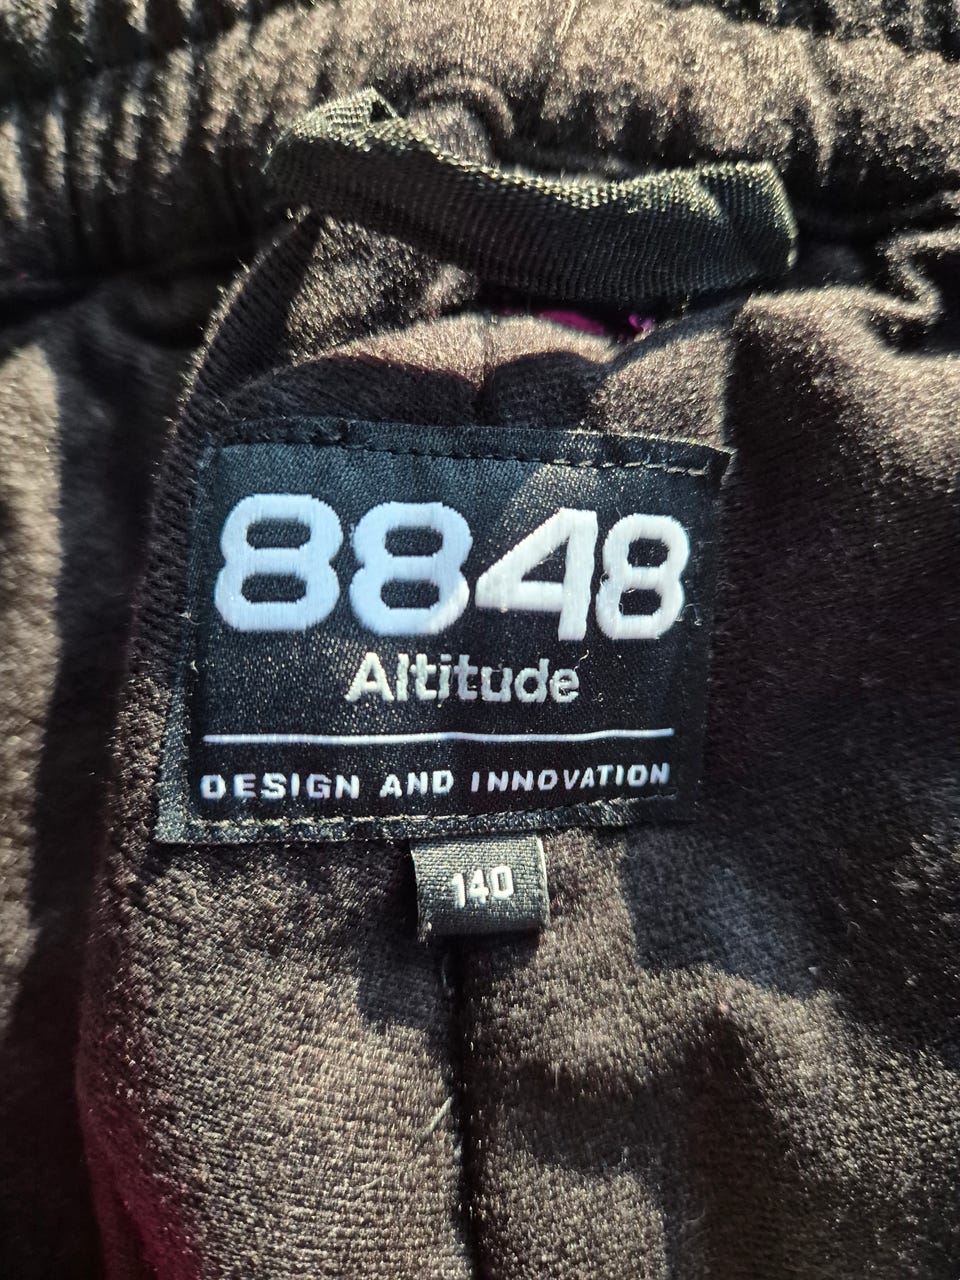 8848
Altitude
DESIGN AND INNOVATION
140